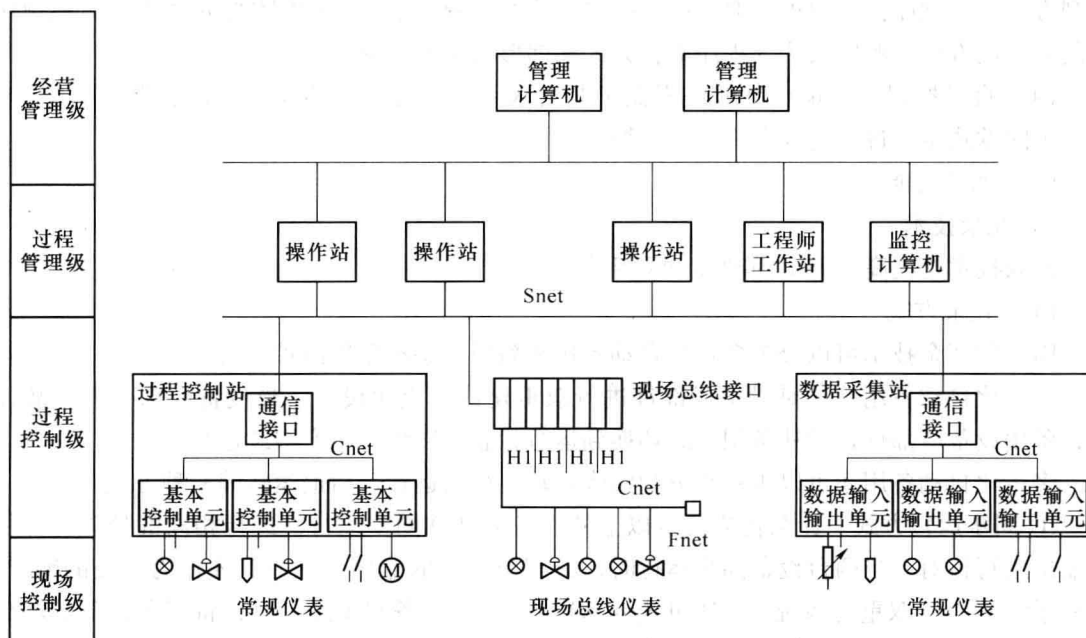 经营
管理级
管理
计算机
管理
计算机
过程
管理级
操作站
操作站
操作站
工程师
工作站
监控
计算机
Snet
过程
控制级
过程控制站
通信
接口
Cnet
基本
控制单元
基本
控制单元
基本
控制单元
现场总线接口
H1
H1
H1
H1
Cnet
Fnet
数据采集站
通信
接口
Cnet
数据输入
输出单元
数据输入
输出单元
数据输入
输出单元
现场
控制级
M
常规仪表
现场总线仪表
常规仪表